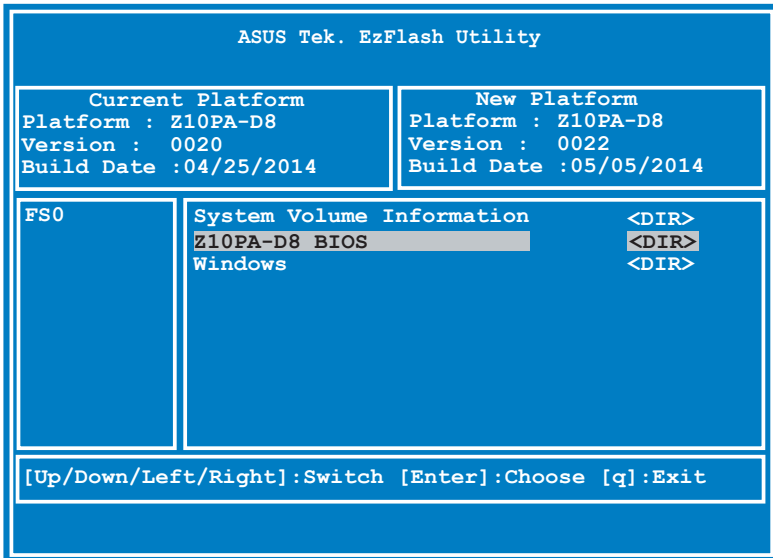 ASUS Tek. EzFlash Utility
Current Platform
Platform : Z10PA-D8
Version : 0020
Build Date :04/25/2014
New Platform
Platform : Z10PA-D8
Version : 0022
Build Date :05/05/2014
FS0
System Volume Information <DIR>
Z10PA-D8 BIOS <DIR>
Windows <DIR>
[Up/Down/Left/Right]:Switch [Enter]:Choose [q]:Exit